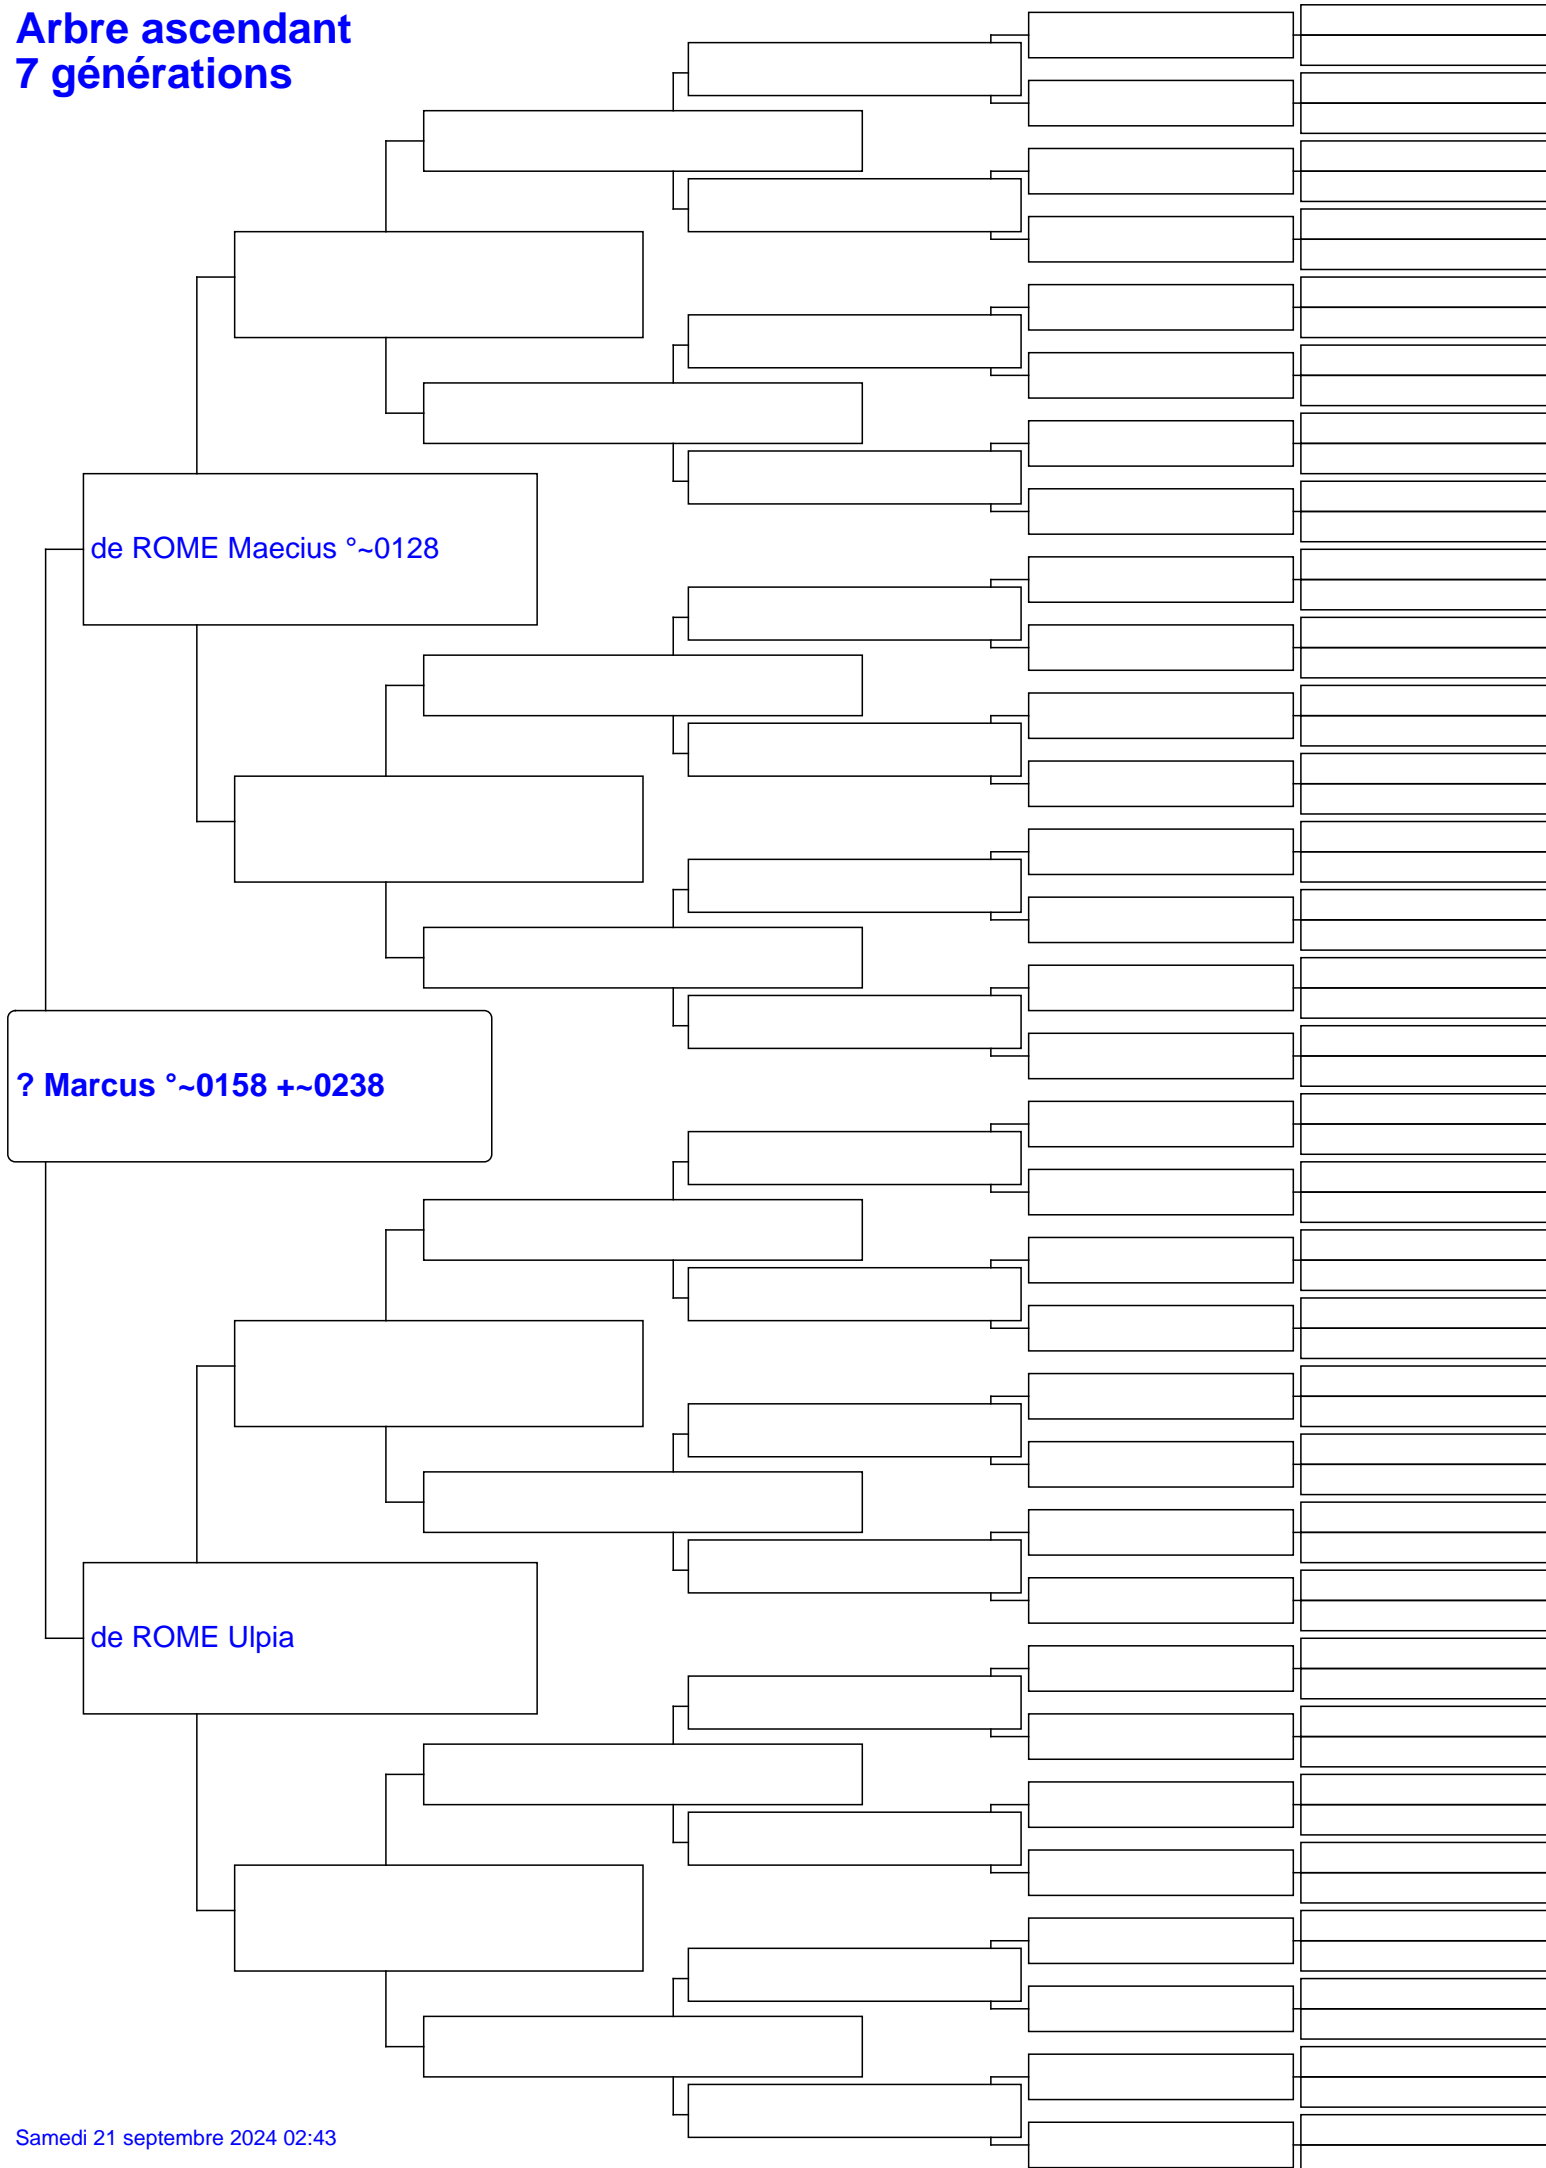 Arbre ascendant
7 générations
de ROME Maecius °~0128
? Marcus °~0158 +~0238
de ROME Ulpia
Samedi 21 septembre 2024 02:43